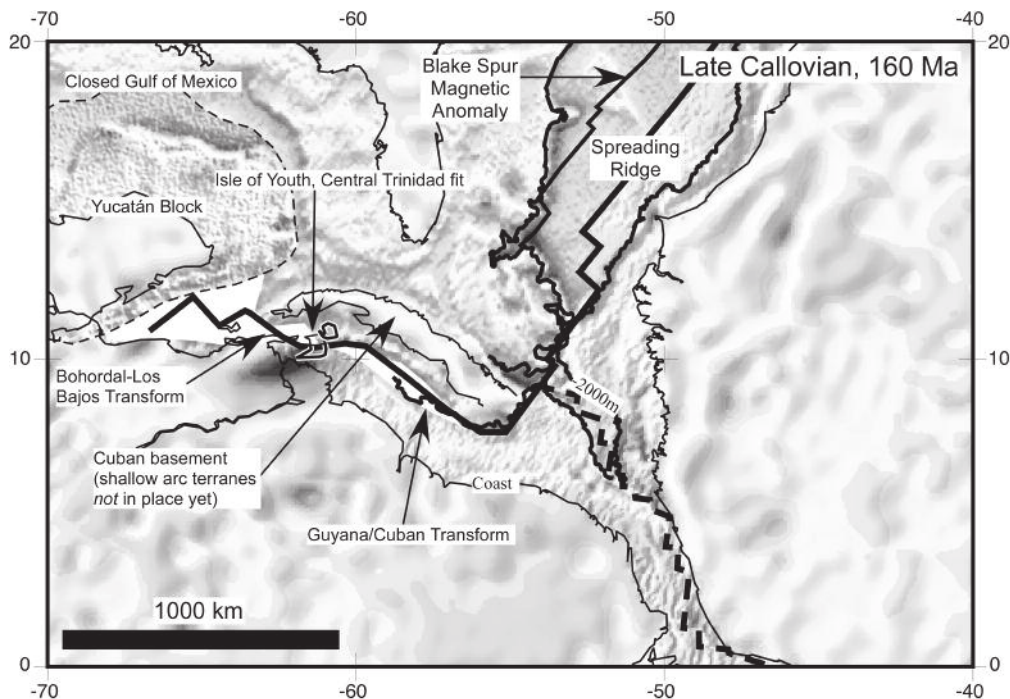 -70
-60
-50
-40
20
20
Closed Gulf of Mexico
Blake Spur
Magnetic
Anomaly
Late Callovian, 160 Ma
Spreading
Ridge
Isle of Youth, Central Trinidad fit
Yucatán Block
10
10
Bohordal-Los
Bajos Transform
-2000m
Cuban basement
(shallow arc terranes
not in place yet)
Coast
Guyana/Cuban Transform
1000 km
0
0
-70
-60
-50
-40